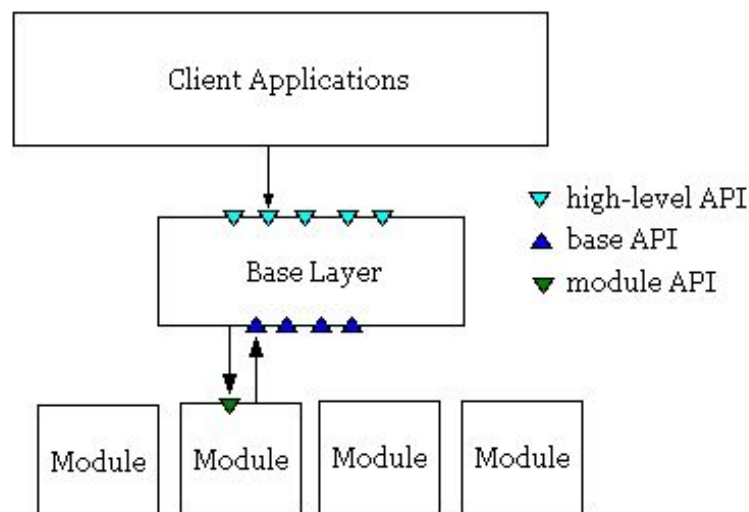 Client Applications
high-level API
base API
Base Layer
module API
Module
Module
Module
Module